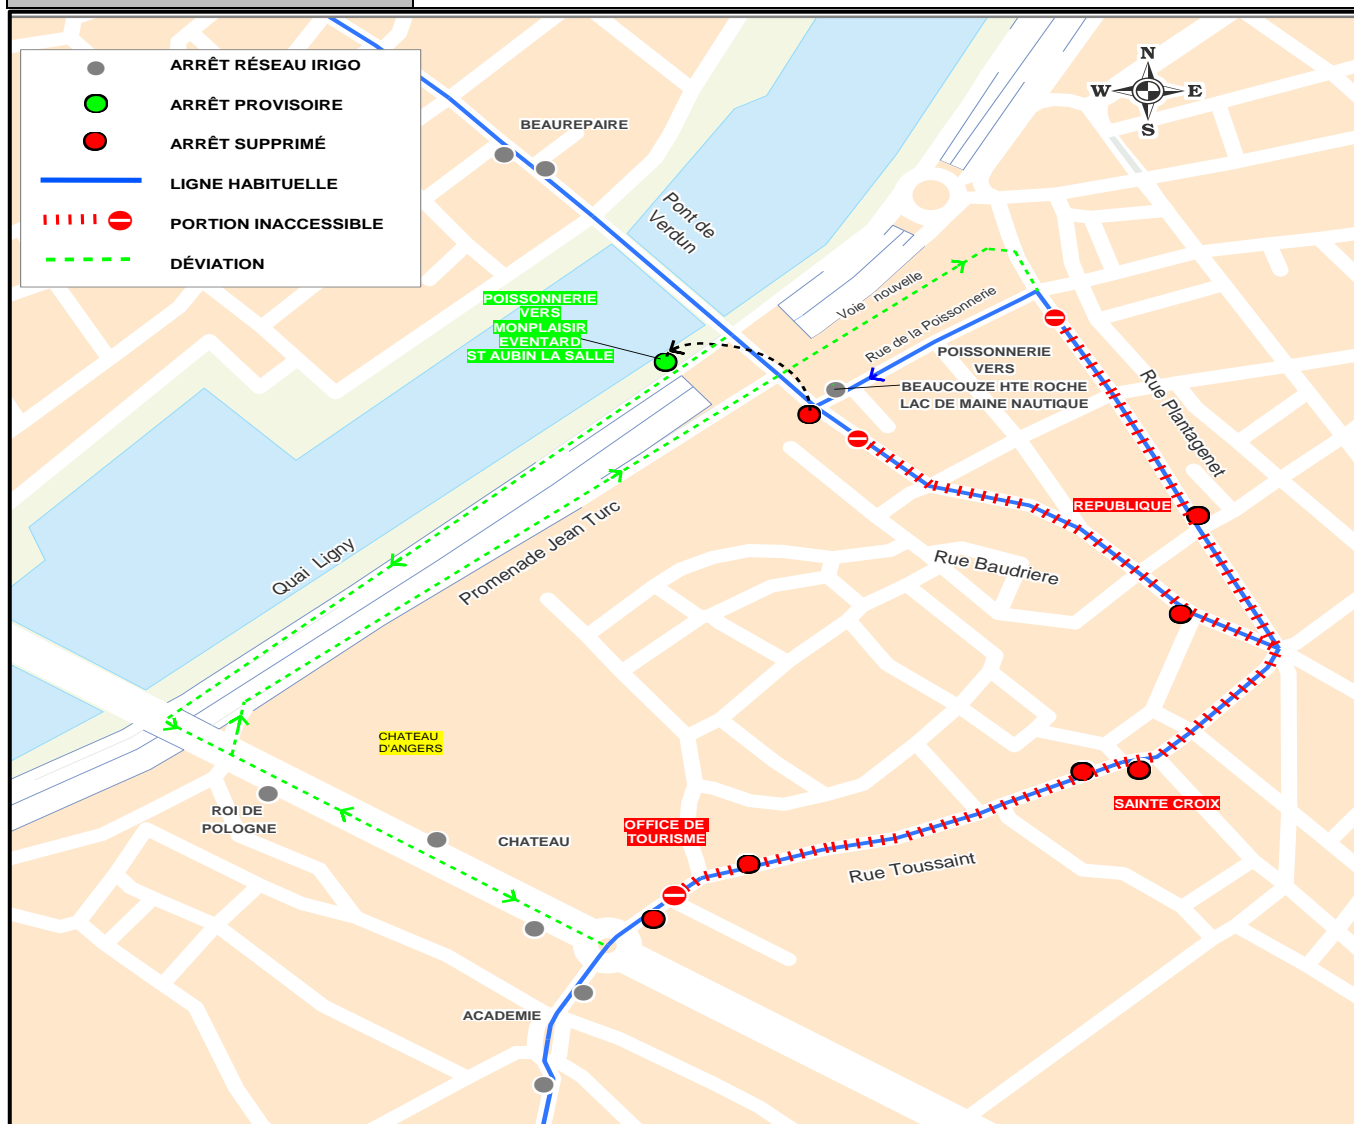 ARRÊT RÉSEAU IRIGO
ARRÊT PROVISOIRE
ARRÊT SUPPRIMÉ
LIGNE HABITUELLE
PORTION INACCESSIBLE
DÉVIATION
N
W
E
S
BEAUREPAIRE
Pont de
Verdun
POISSONNERIE
VERS
MONPLAISIR
EVENTARD
ST AUBIN LA SALLE
Voie nouvelle
Rue de la Poissonnerie
POISSONNERIE
VERS
BEAUCOUZE HTE ROCHE
LAC DE MAINE NAUTIQUE
Rue Plantagenet
REPUBLIQUE
Rue Baudriere
Quai Ligny
Promenade Jean Turc
CHATEAU
D'ANGERS
ROI DE
POLOGNE
CHATEAU
OFFICE DE
TOURISME
SAINTE CROIX
Rue Toussaint
ACADEMIE